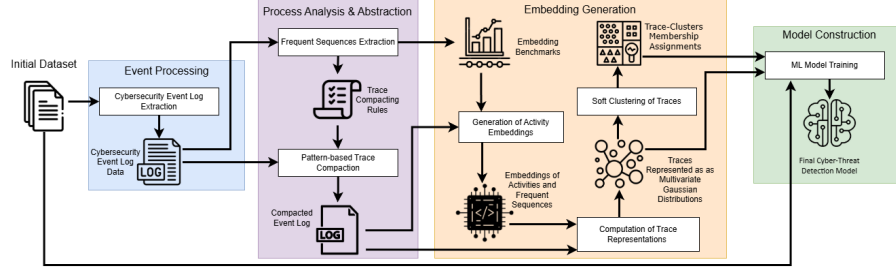 Process Analysis & Abstraction
Embedding Generation
Model Construction
Event Processing
Initial Dataset
Cybersecurity Event Log
Extraction
Cybersecurity
Event Log
Data
LOG
Frequent Sequences Extraction
Trace
Compacting
Rules
Pattern-based Trace
Compaction
Compacted
Event Log
LOG
Embedding
Benchmarks
Generation of Activity
Embeddings
Embeddings of
Activities and
Frequent
Sequences
</>
Computation of Trace
Representations
Traces
Represented as as
Multivariate
Gaussian
Distributions
Soft Clustering of Traces
Trace-Clusters
Membership
Assignments
ML Model Training
Final Cyber-Threat
Detection Model